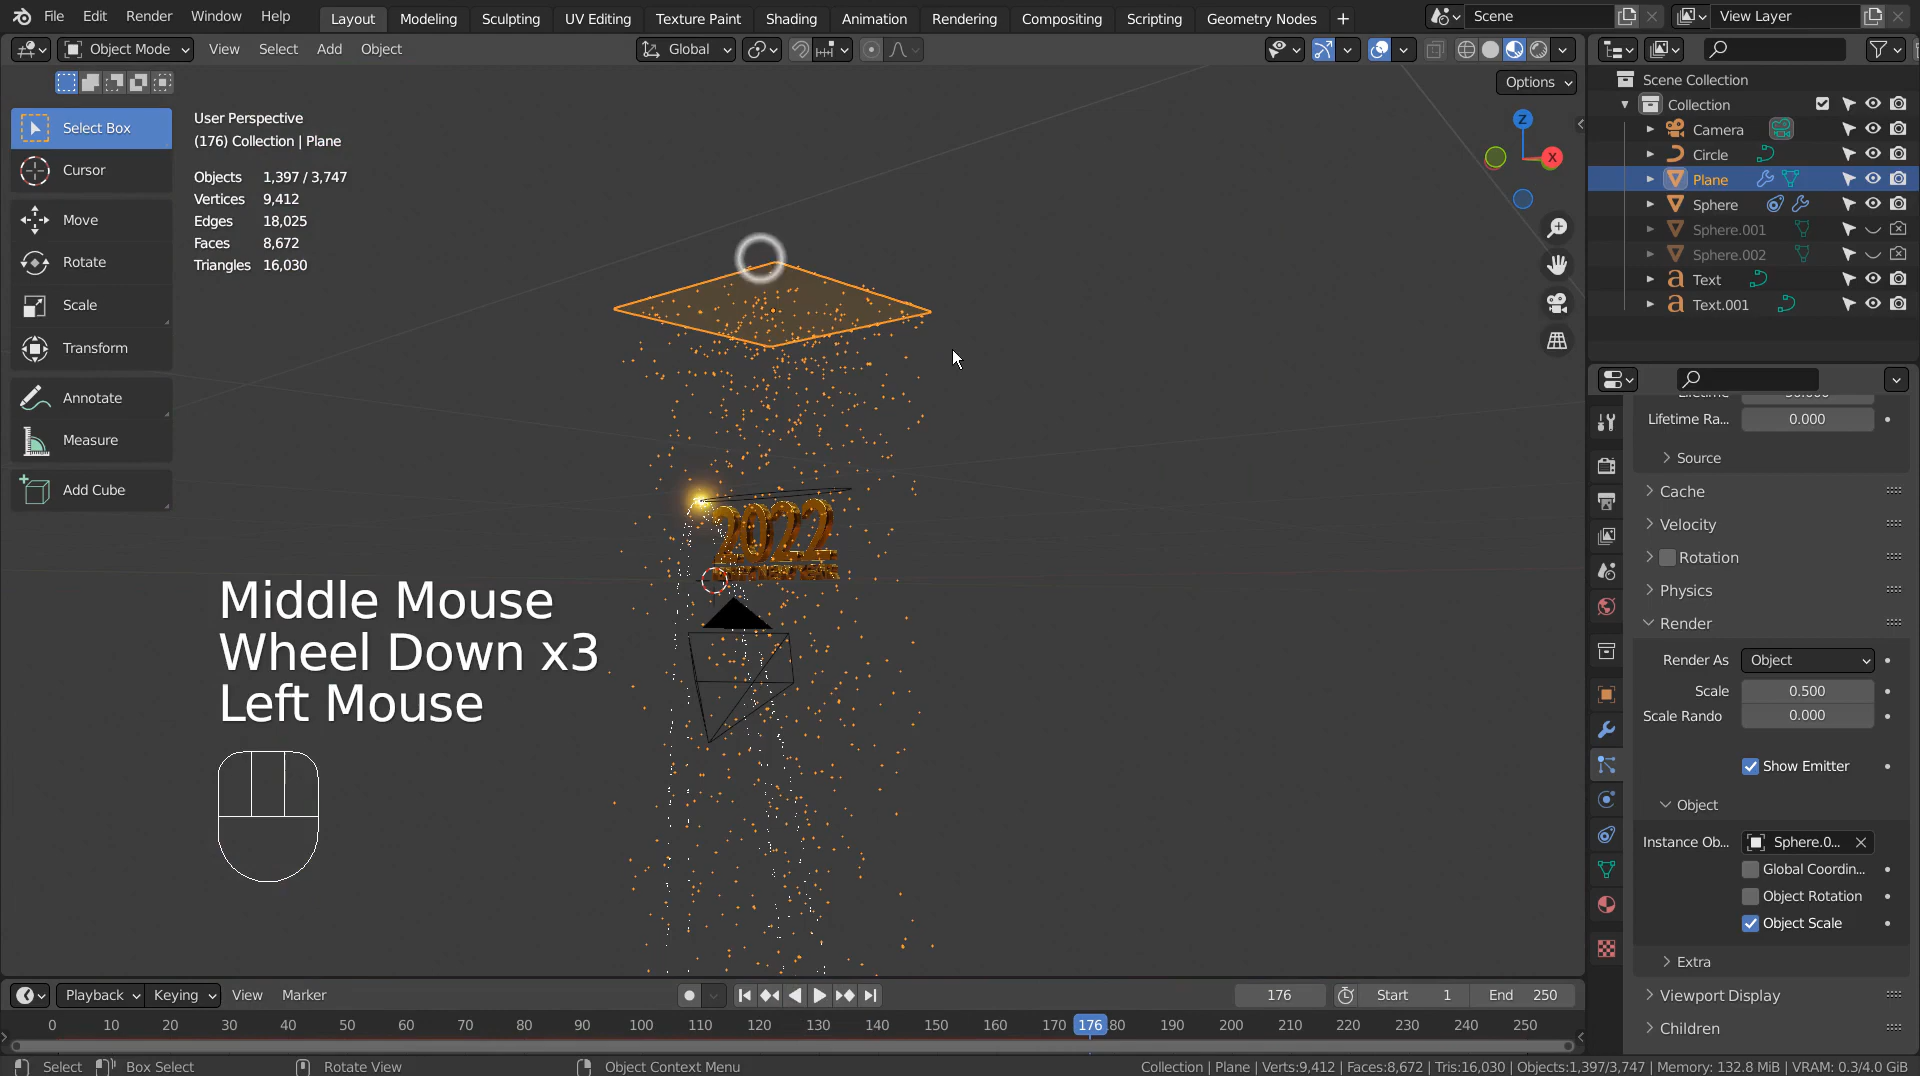 File Edit Render Window Help Layout Modeling Sculpting UV Editing Texture Paint Shading Animation Rendering Compositing Scripting Geometry Nodes + Scene View Layer
Object Mode View Select Add Object Global
Options
Select Box
Cursor
Move
Rotate
Scale
Transform
Annotate
Measure
Add Cube
User Perspective
(176) Collection | Plane
Objects 1,397 / 3,747
Vertices 9,412
Edges 18,025
Faces 8,672
Triangles 16,030
Z
X
2022
Middle Mouse
Wheel Down x3
Left Mouse
Scene Collection
Collection
Camera
Circle
Plane
Sphere
Sphere.001
Sphere.002
Text
Text.001
Lifetime Ra... 0.000
Source
Cache
Velocity
Rotation
Physics
Render
Render As Object
Scale 0.500
Scale Rando 0.000
Show Emitter
Object
Instance Ob... Sphere.0...
Global Coordin...
Object Rotation
Object Scale
Extra
Viewport Display
Children
Playback Keying View Marker 176 Start 1 End 250
0 10 20 30 40 50 60 70 80 90 100 110 120 130 140 150 160 170 176 80 190 200 210 220 230 240 250
Select Box Select Rotate View Object Context Menu Collection | Plane | Verts:9,412 | Faces:8,672 | Tris:16,030 | Objects:1,397/3,747 | Memory: 132.8 MiB | VRAM: 0.3/4.0 GiB